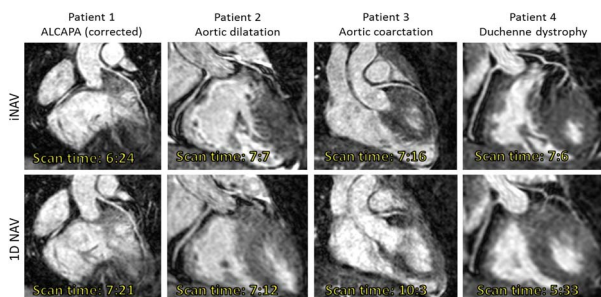 Patient 1
ALCAPA (corrected)
Patient 2
Aortic dilatation
Patient 3
Aortic coarctation
Patient 4
Duchenne dystrophy
iNAV
Scan time: 6:24
Scan time: 7:7
Scan time: 7:16
Scan time: 7:6
1D NAV
Scan time: 7:21
Scan time: 7:12
Scan time: 10:3
Scan time: 5:33